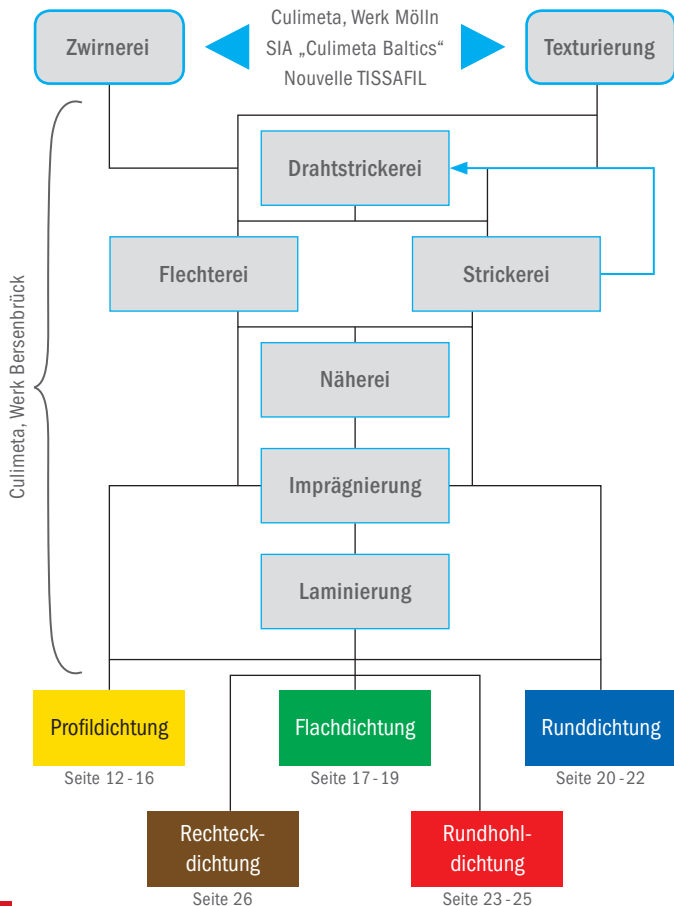 Culimeta, Werk Mölln
Zwirnerei
SIA „Culimeta Baltics“
Texturierung
Nouvelle TISSAFIL
Drahtstrickerei
Flechterei
Strickerei
Culimeta, Werk Bersenbrück
Näherei
Imprägnierung
Laminierung
Profildichtung
Flachdichtung
Runddichtung
Seite 12 - 16
Seite 17 - 19
Seite 20 - 22
Rechteck-
dichtung
Rundhohl-
dichtung
Seite 26
Seite 23 - 25